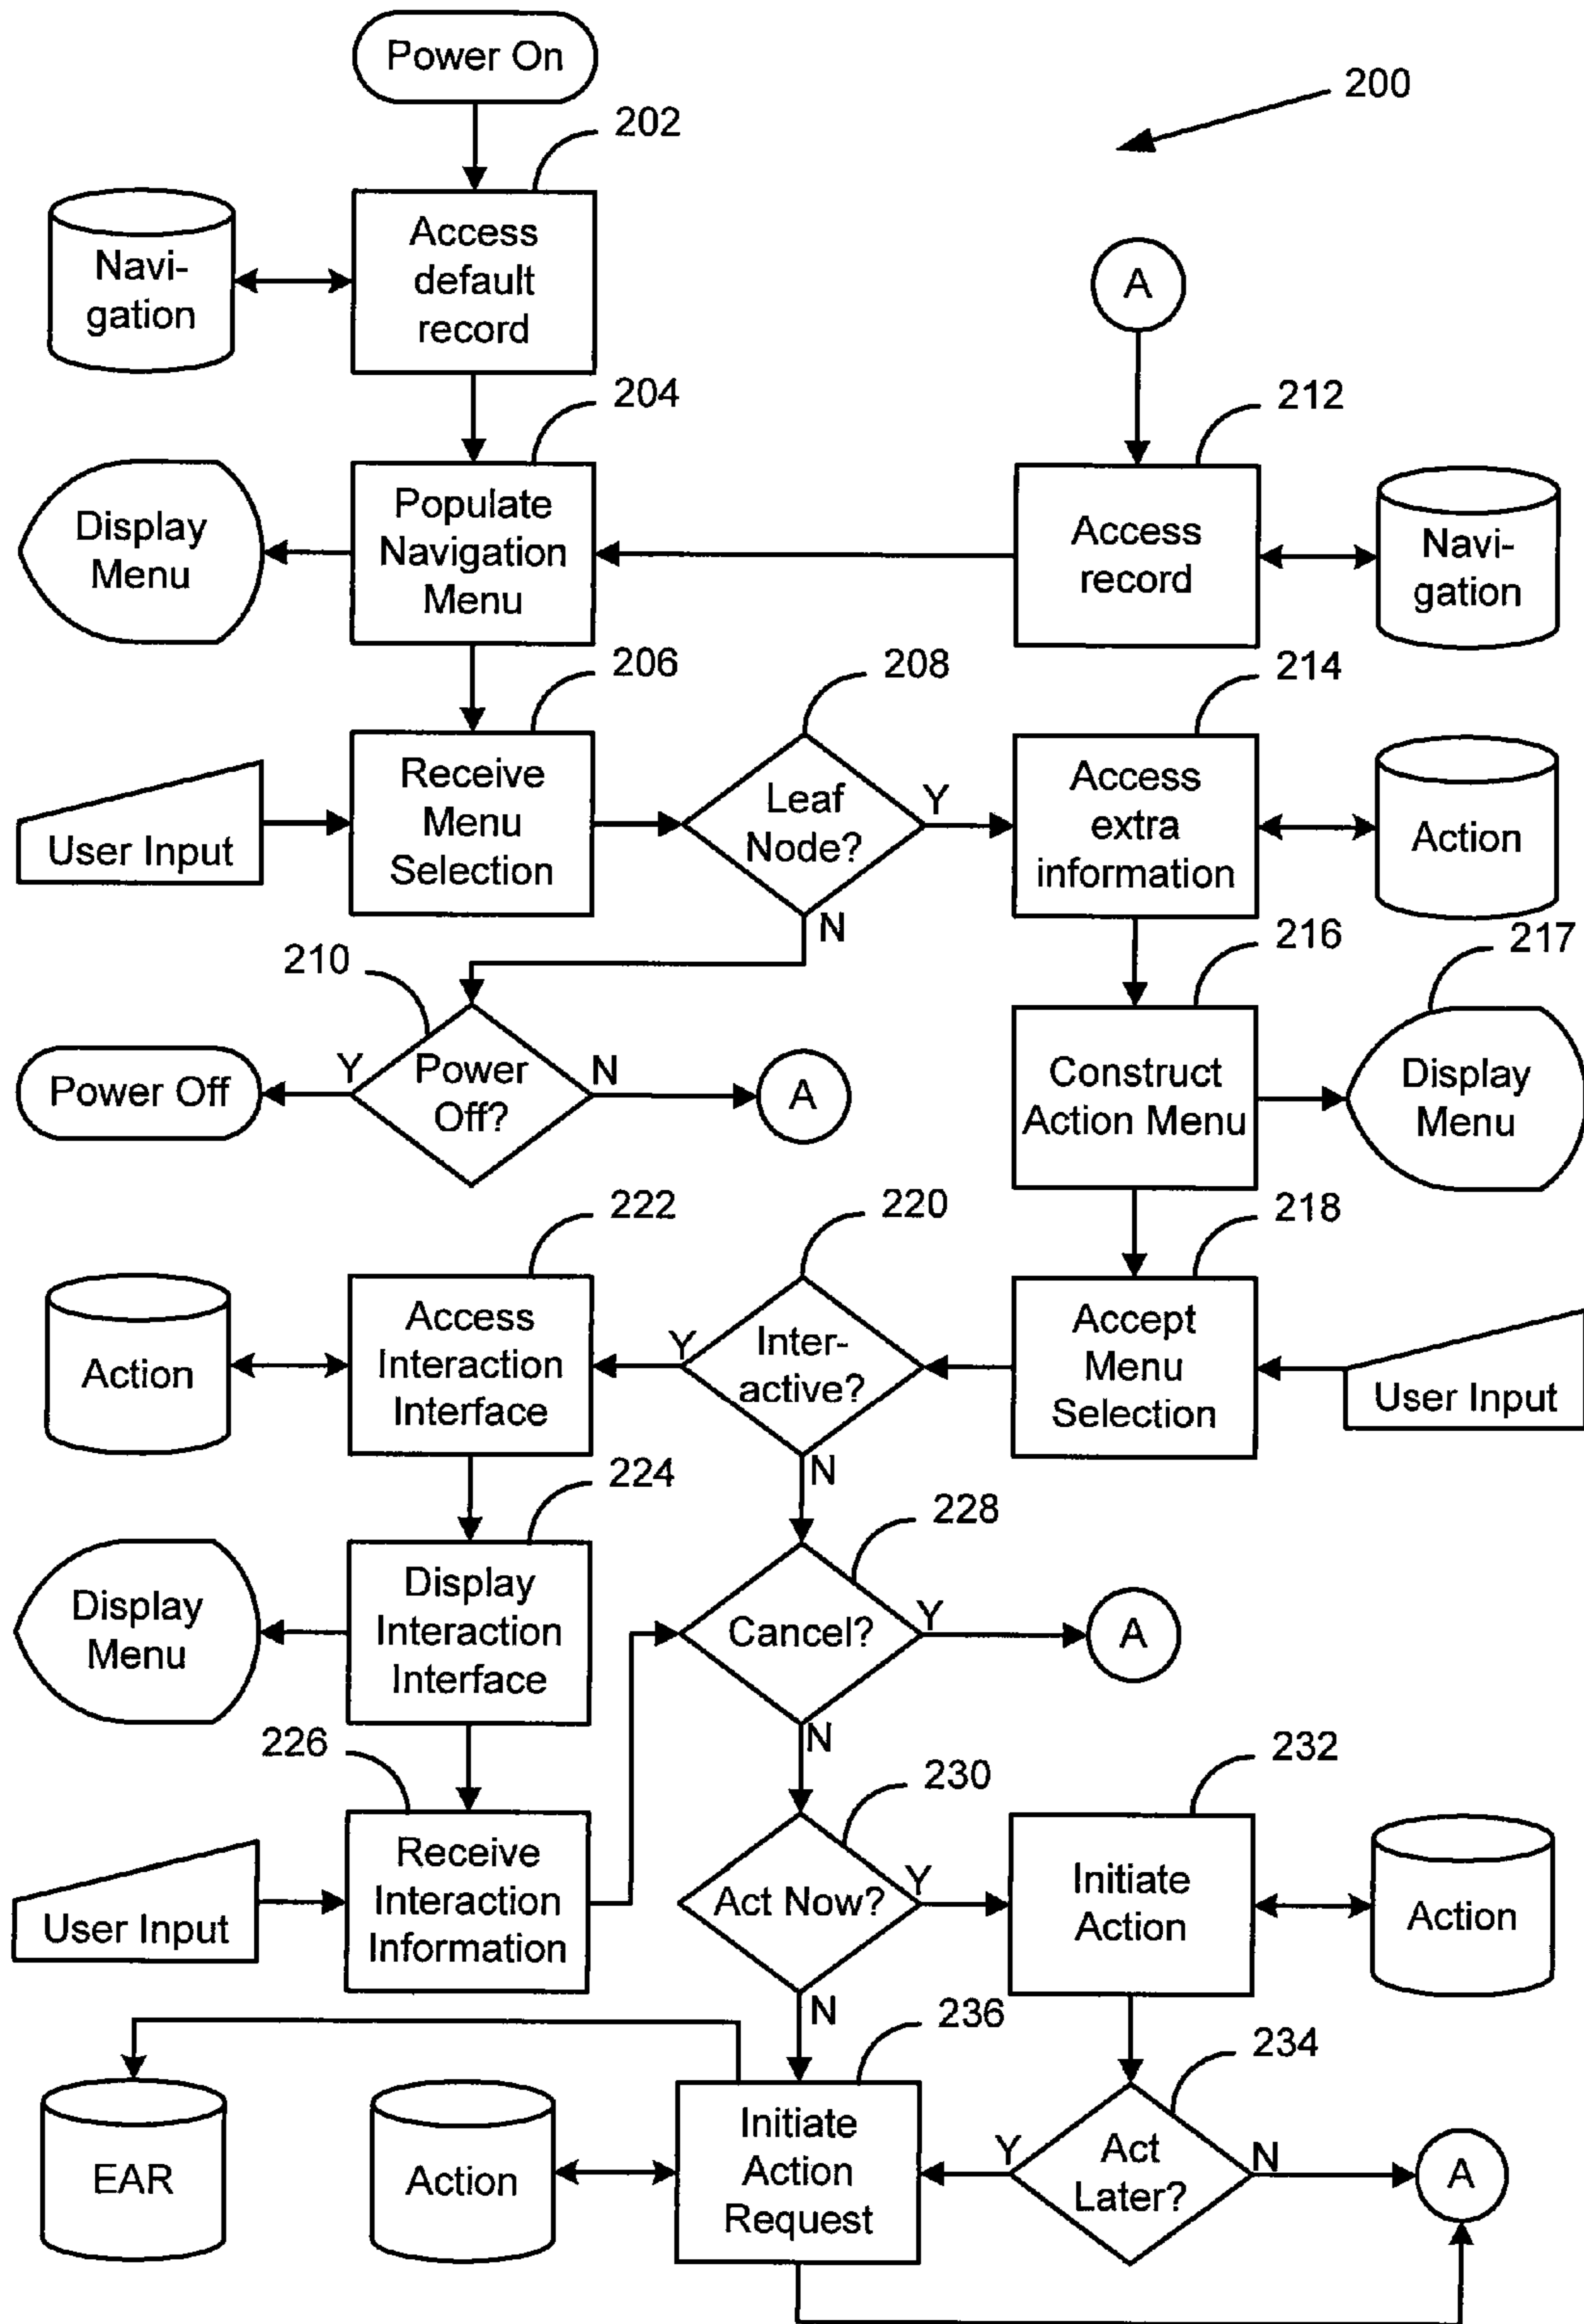 Power On
200
202
Navi-
gation
Access
default
record
A
204
212
Display
Menu
Populate
Navigation
Menu
Access
record
Navi-
gation
206
208
214
User Input
Receive
Menu
Selection
Leaf
Node?
Y
N
Access
extra
information
Action
210
216
217
Power Off
Y
Power
Off?
N
A
Construct
Action Menu
Display
Menu
222
220
218
Action
Access
Interaction
Interface
Y
Inter-
active?
N
Accept
Menu
Selection
User Input
224
228
Display
Menu
Display
Interaction
Interface
Cancel?
Y
N
A
226
230
232
User Input
Receive
Interaction
Information
Act Now?
Y
N
Initiate
Action
Action
236
234
EAR
Action
Initiate
Action
Request
Y
Act
Later?
N
A